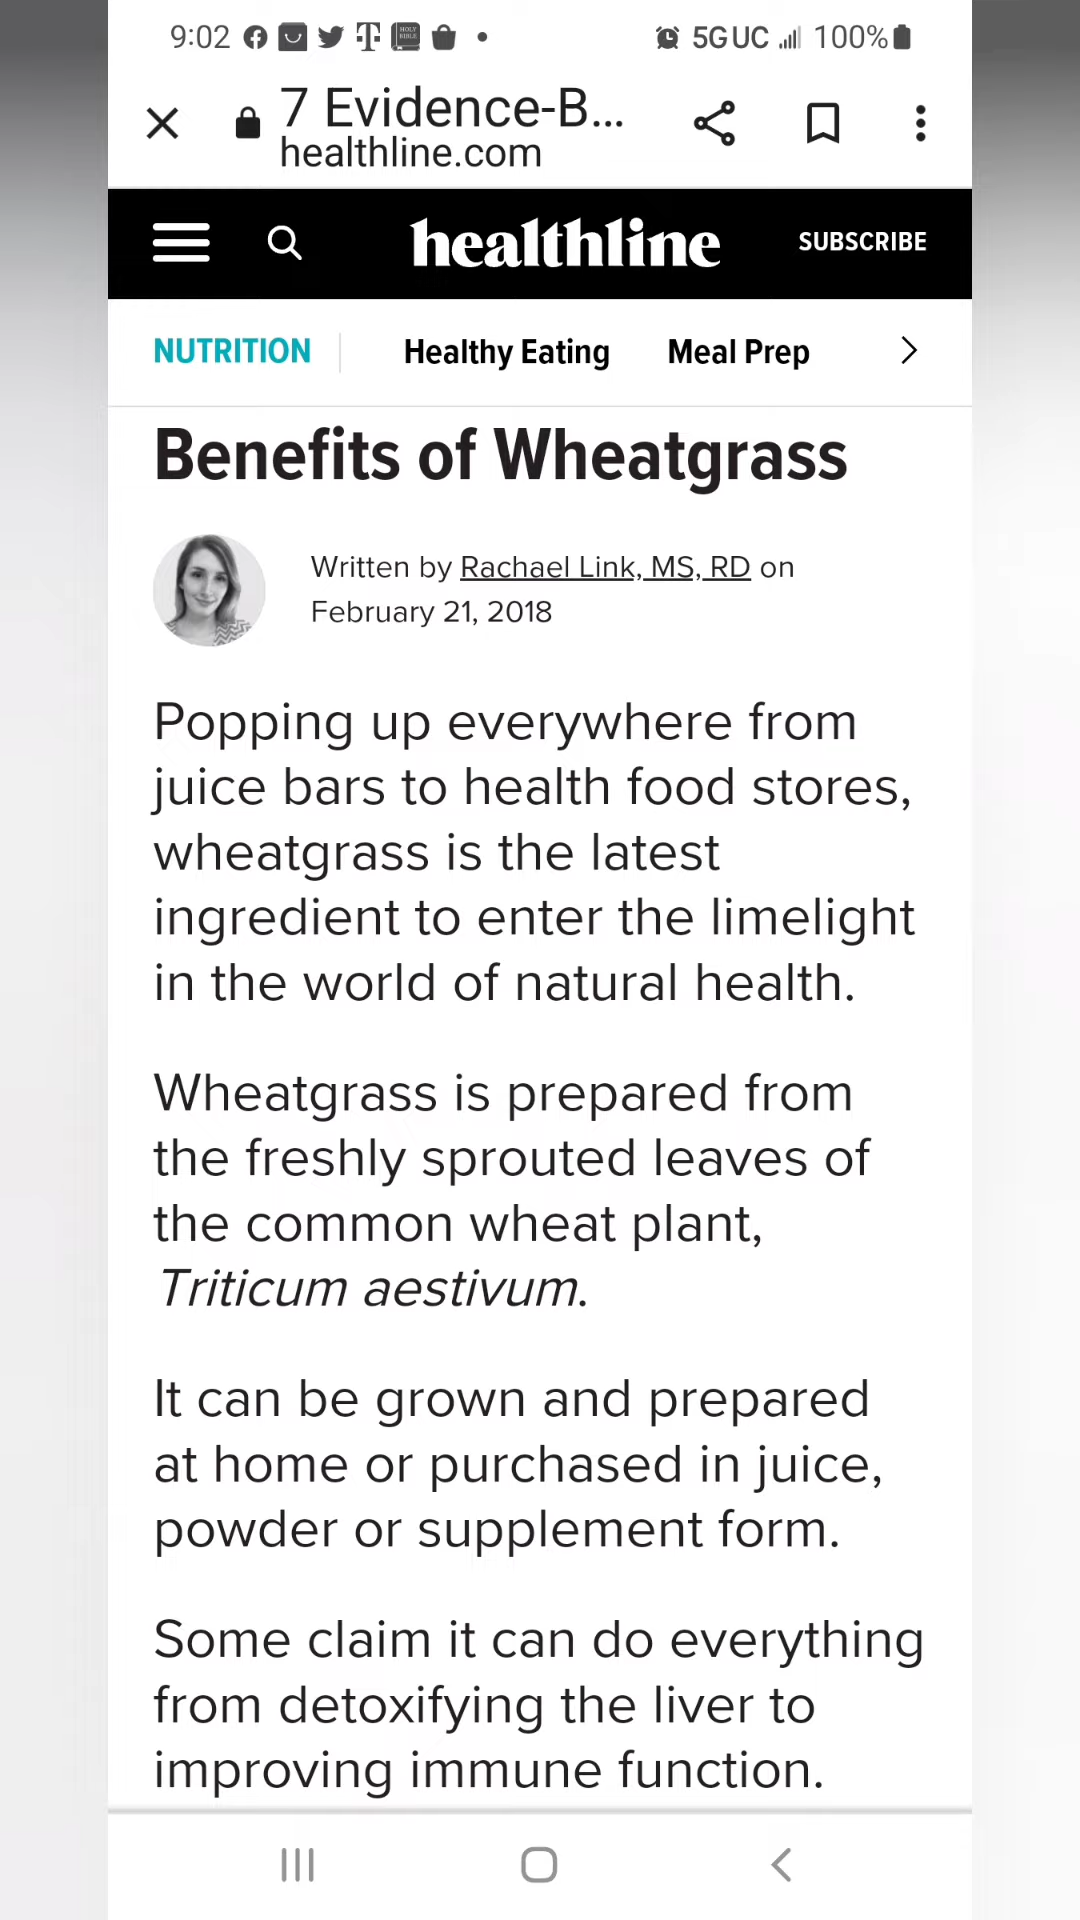 9:02 HOLY BIBLE 5G UC 100%
7 Evidence-B...
healthline.com
healthline SUBSCRIBE
NUTRITION Healthy Eating Meal Prep
Benefits of Wheatgrass
Written by Rachael Link, MS, RD on
February 21, 2018
Popping up everywhere from
juice bars to health food stores,
wheatgrass is the latest
ingredient to enter the limelight
in the world of natural health.
Wheatgrass is prepared from
the freshly sprouted leaves of
the common wheat plant,
Triticum aestivum.
It can be grown and prepared
at home or purchased in juice,
powder or supplement form.
Some claim it can do everything
from detoxifying the liver to
improving immune function.